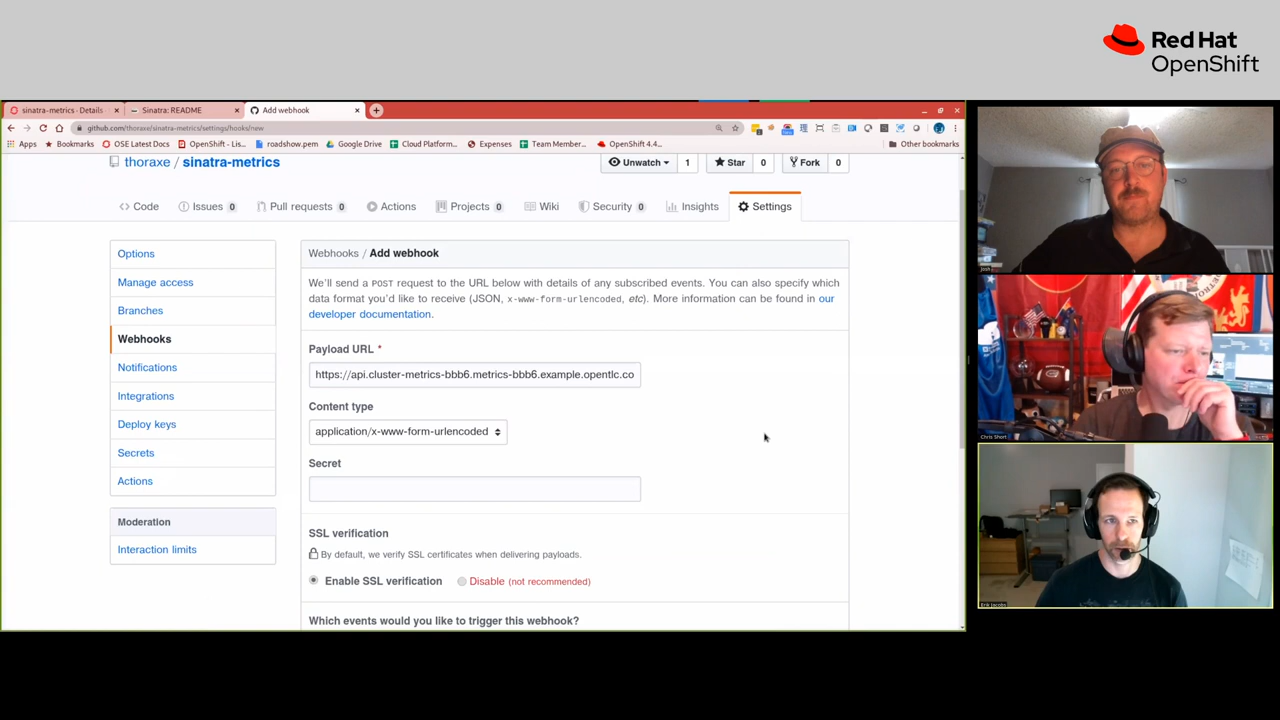 Red Hat
OpenShift
sinatra-metrics - Details
Sinatra: README
Add webhook
github.com/thoraxe/sinatra-metrics/settings/hooks/new
Apps
Bookmarks
OSE Latest Docs
OpenShift - Lis...
roadshow.pem
Google Drive
Cloud Platform...
Expenses
Team Member...
OpenShift 4.4...
Other bookmarks
thoraxe / sinatra-metrics
Unwatch 1
Star 0
Fork 0
Code
Issues 0
Pull requests 0
Actions
Projects 0
Wiki
Security 0
Insights
Settings
Options
Manage access
Branches
Webhooks
Notifications
Integrations
Deploy keys
Secrets
Actions
Moderation
Interaction limits
Webhooks / Add webhook
We'll send a POST request to the URL below with details of any subscribed events. You can also specify which
data format you'd like to receive (JSON, x-www-form-urlencoded, etc). More information can be found in our
developer documentation.
Payload URL *
https://api.cluster-metrics-bbb6.metrics-bbb6.example.opentlc.co
Content type
application/x-www-form-urlencoded
Secret
SSL verification
By default, we verify SSL certificates when delivering payloads.
Enable SSL verification
Disable (not recommended)
Which events would you like to trigger this webhook?
Josh
Chris Short
Erik Jacobs